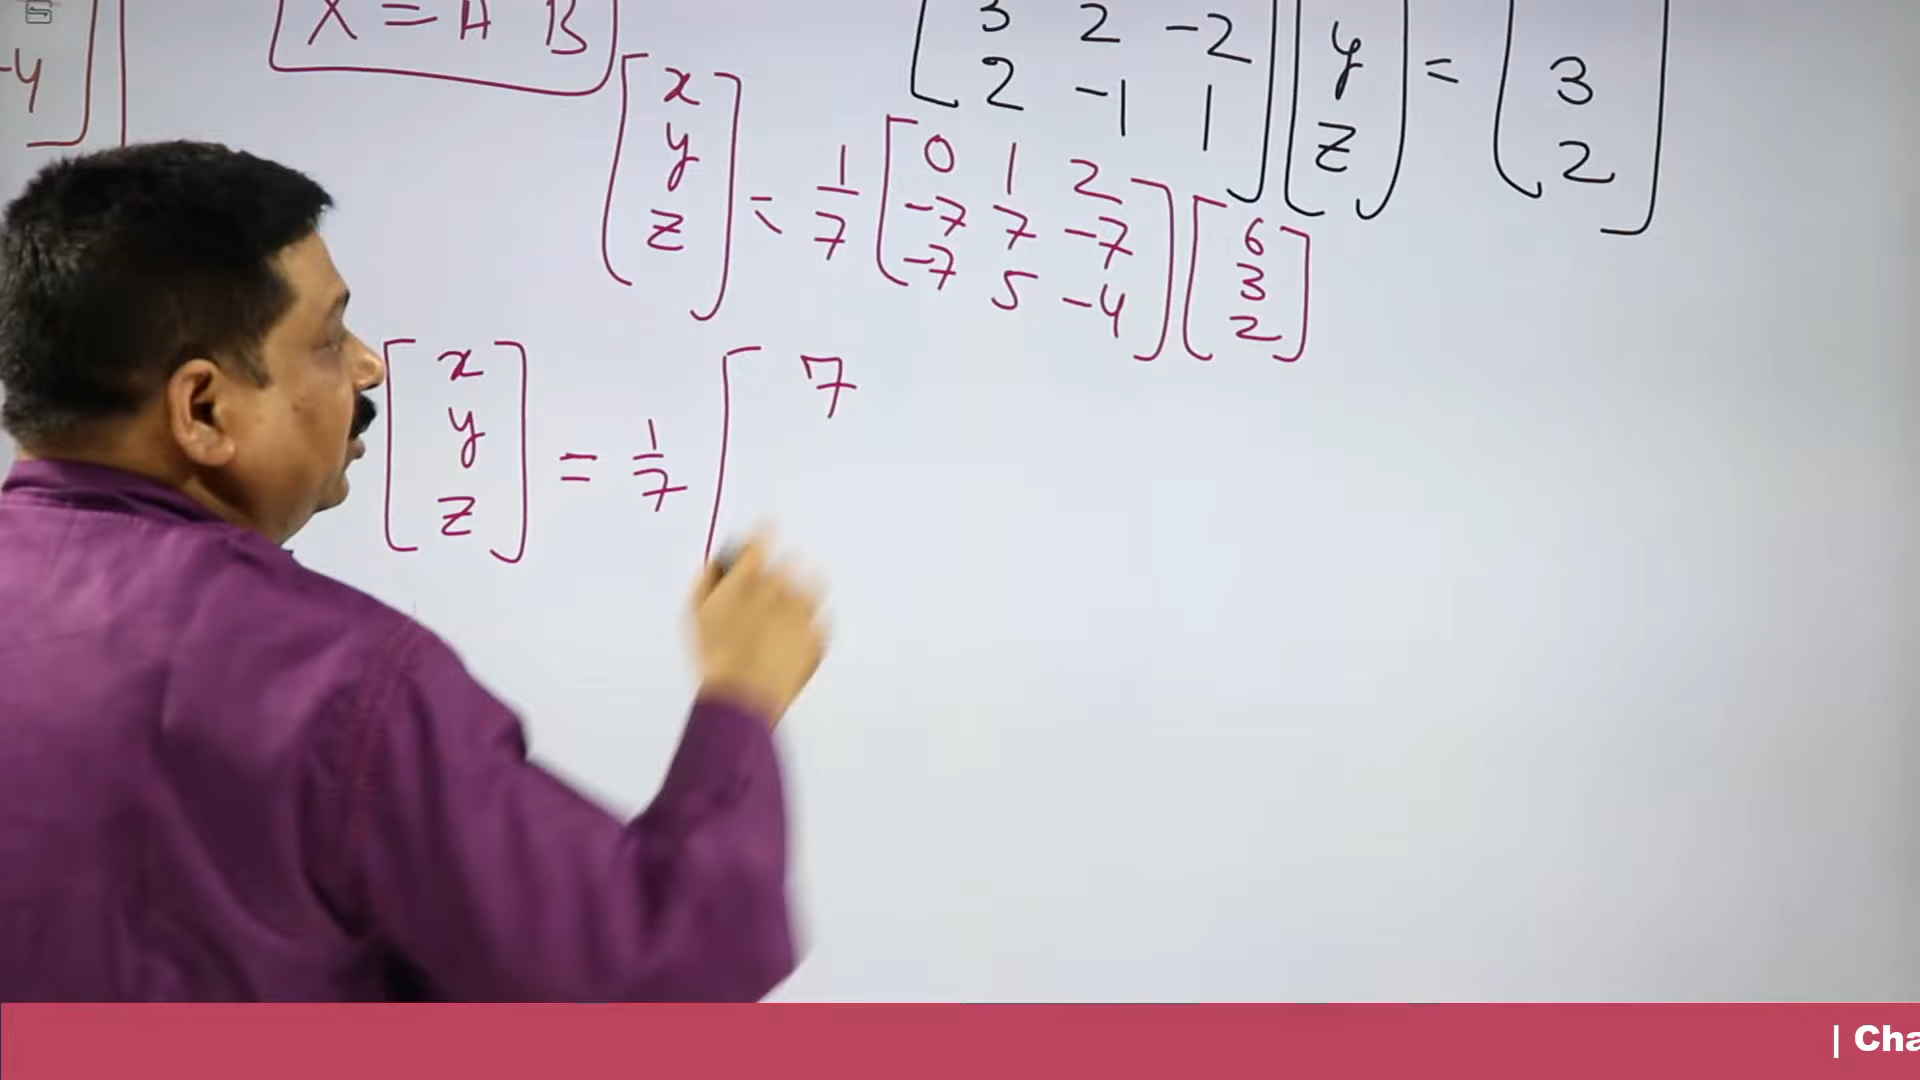 -4
X = A B
3 2 -2
2 -1 1
y
z
=
3
2
x
y
z
= 1/7
0 1 2
-7 7 -7
-7 5 -4
6
3
2
x
y
z
= 1/7
7
| Cha